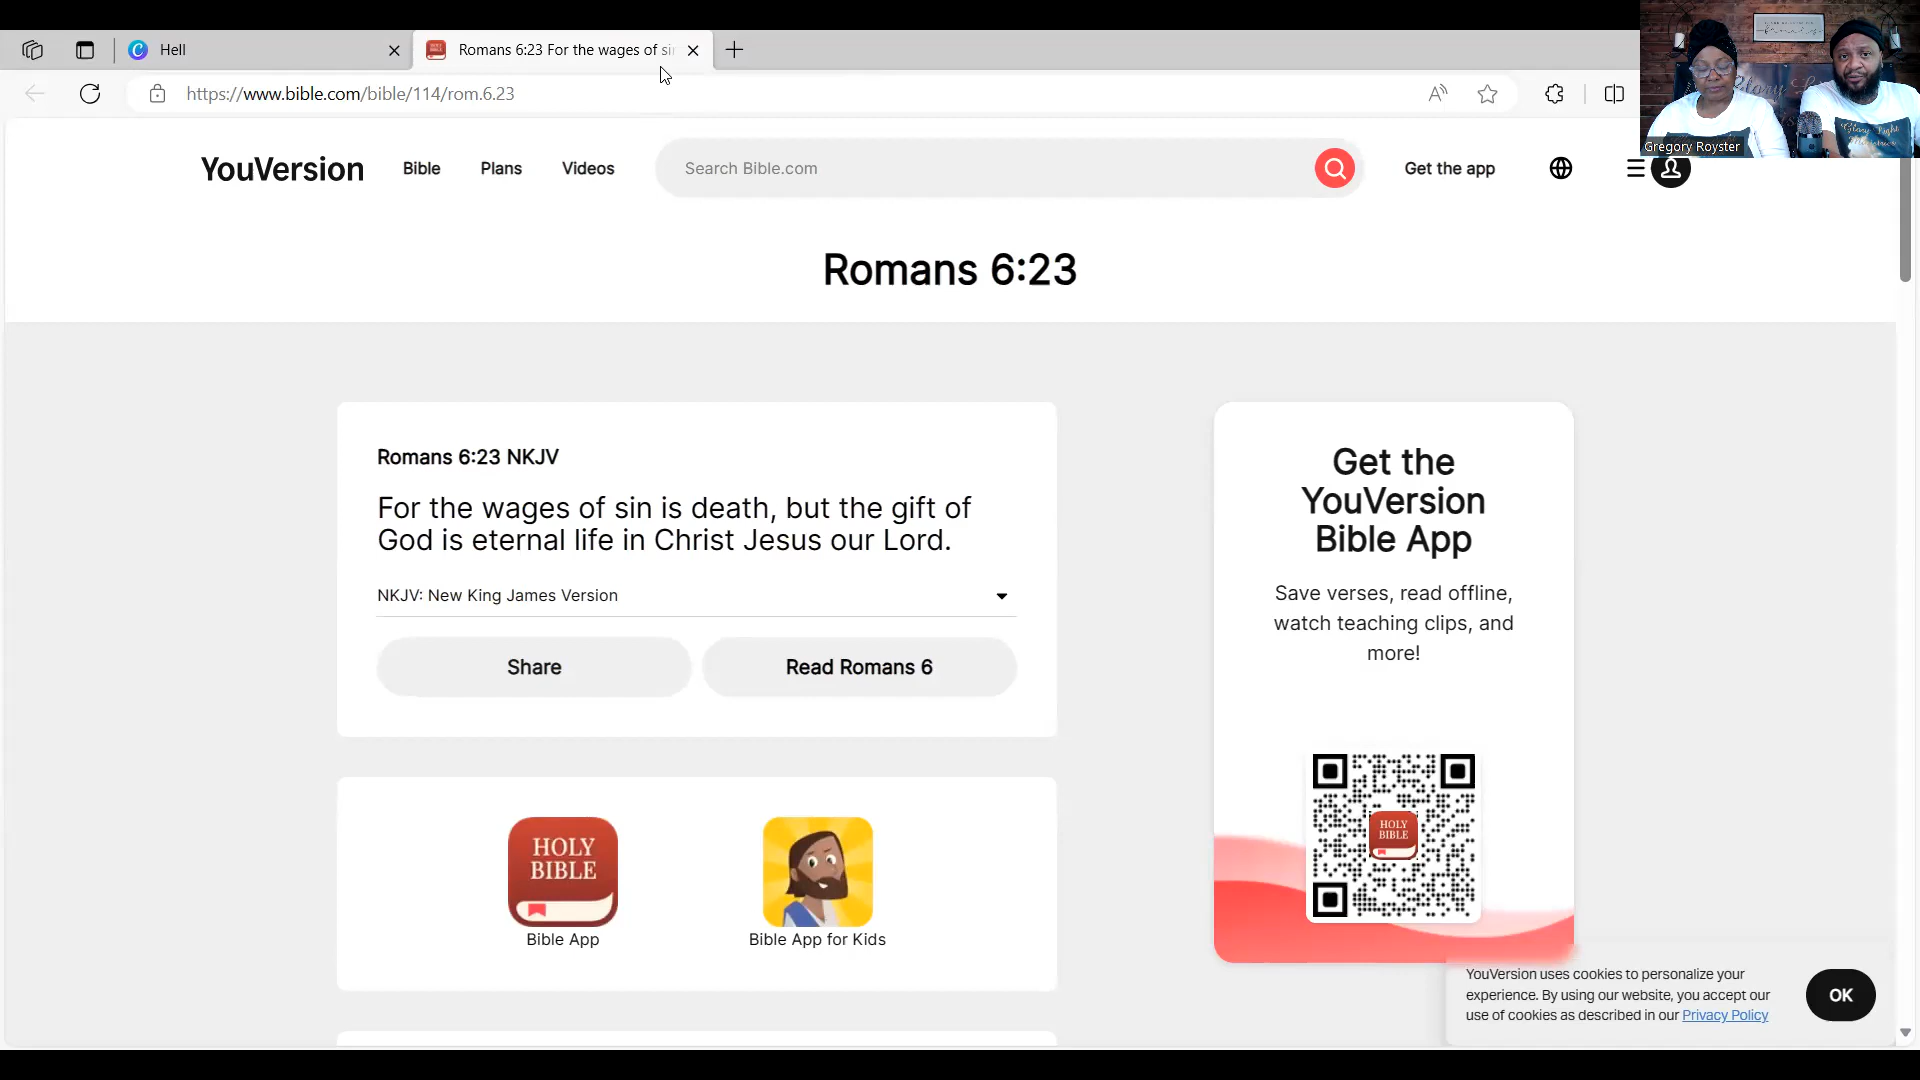 Hell
Romans 6:23 For the wages of sin
https://www.bible.com/bible/114/rom.6.23
Gregory Royster
YouVersion
Bible
Plans
Videos
Search Bible.com
Get the app
Romans 6:23
Romans 6:23 NKJV
For the wages of sin is death, but the gift of
God is eternal life in Christ Jesus our Lord.
NKJV: New King James Version
Share
Read Romans 6
HOLY
BIBLE
Bible App
Bible App for Kids
Get the
YouVersion
Bible App
Save verses, read offline,
watch teaching clips, and
more!
HOLY
BIBLE
YouVersion uses cookies to personalize your
experience. By using our website, you accept our
use of cookies as described in our Privacy Policy
OK